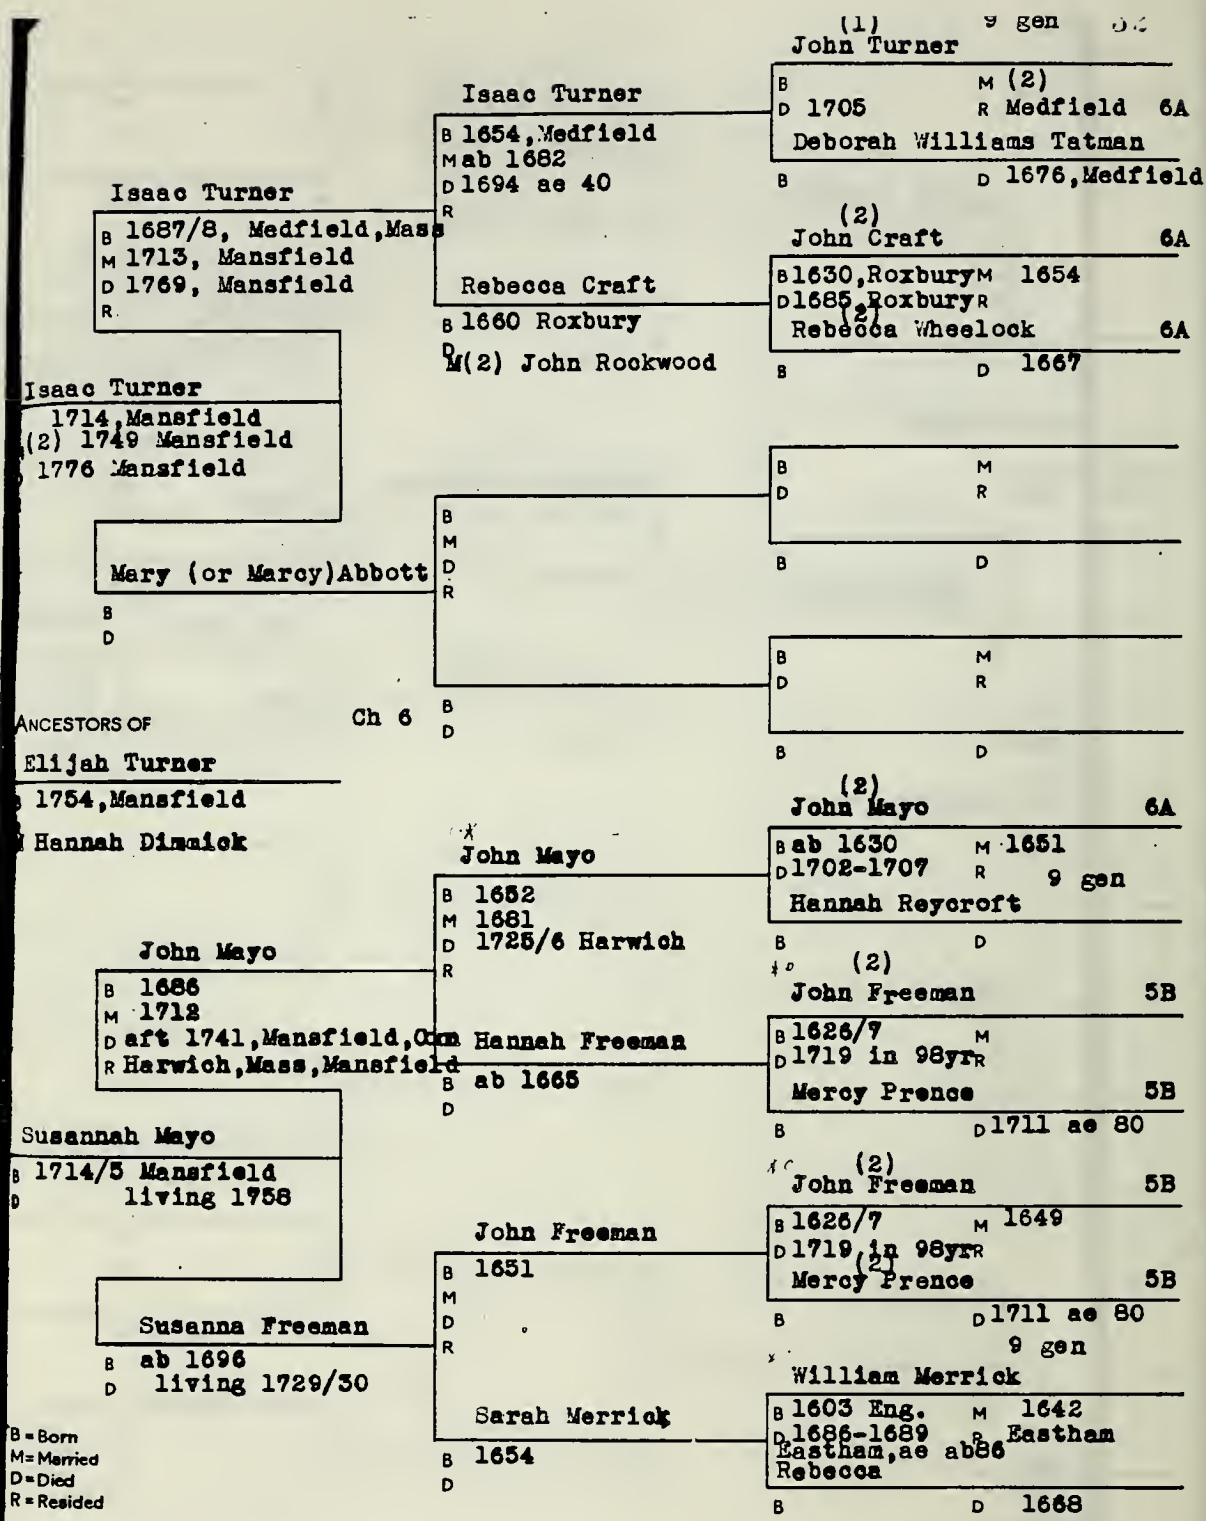 (1) 9 gen
John Turner
B M (2)
D 1705 R Medfield 6A
Deborah Williams Tatman
B D 1676, Medfield
Isaac Turner
B 1654, Medfield
M ab 1682
D 1694 ae 40
R
Isaac Turner
B 1687/8, Medfield, Mass
M 1713, Mansfield
D 1769, Mansfield
R
(2)
John Craft 6A
B 1630, Roxbury M 1654
D 1685, Roxbury R
(2)
Rebecca Wheelock 6A
B D 1667
Rebecca Craft
B 1660 Roxbury
D
M(2) John Rockwood
Isaac Turner
1714, Mansfield
(2) 1749 Mansfield
1776 Mansfield
B M
D R
B D
B
M
D
R
Mary (or Marcy) Abbott
B
D
B M
D R
B D
B
D
Ch 6
ANCESTORS OF
Elijah Turner
1754, Mansfield
Hannah Dimmick
(2)
John Mayo 6A
B ab 1630 M 1651
D 1702-1707 R 9 gen
Hannah Reycroft
B D
John Mayo
B 1652
M 1681
D 1725/6 Harwich
R
John Mayo
B 1686
M 1712
D aft 1741, Mansfield, Conn
R Harwich, Mass, Mansfield
(2)
John Freeman 5B
B 1626/7 M
D 1719 in 98yr R
Mercy Prence 5B
B D 1711 ae 80
Hannah Freeman
B ab 1665
D
Susannah Mayo
B 1714/5 Mansfield
D living 1758
(2)
John Freeman 5B
B 1626/7 M 1649
D 1719, in 98yr R
(2)
Mercy Prence 5B
B D 1711 ae 80
John Freeman
B 1651
M
D
R
Susanna Freeman
B ab 1696
D living 1729/30
9 gen
William Merrick
B 1603 Eng. M 1642
D 1686-1689 R Eastham
Eastham, ae ab86
Rebecca
B D 1668
Sarah Merrick
B 1654
D
B = Born
M = Married
D = Died
R = Resided